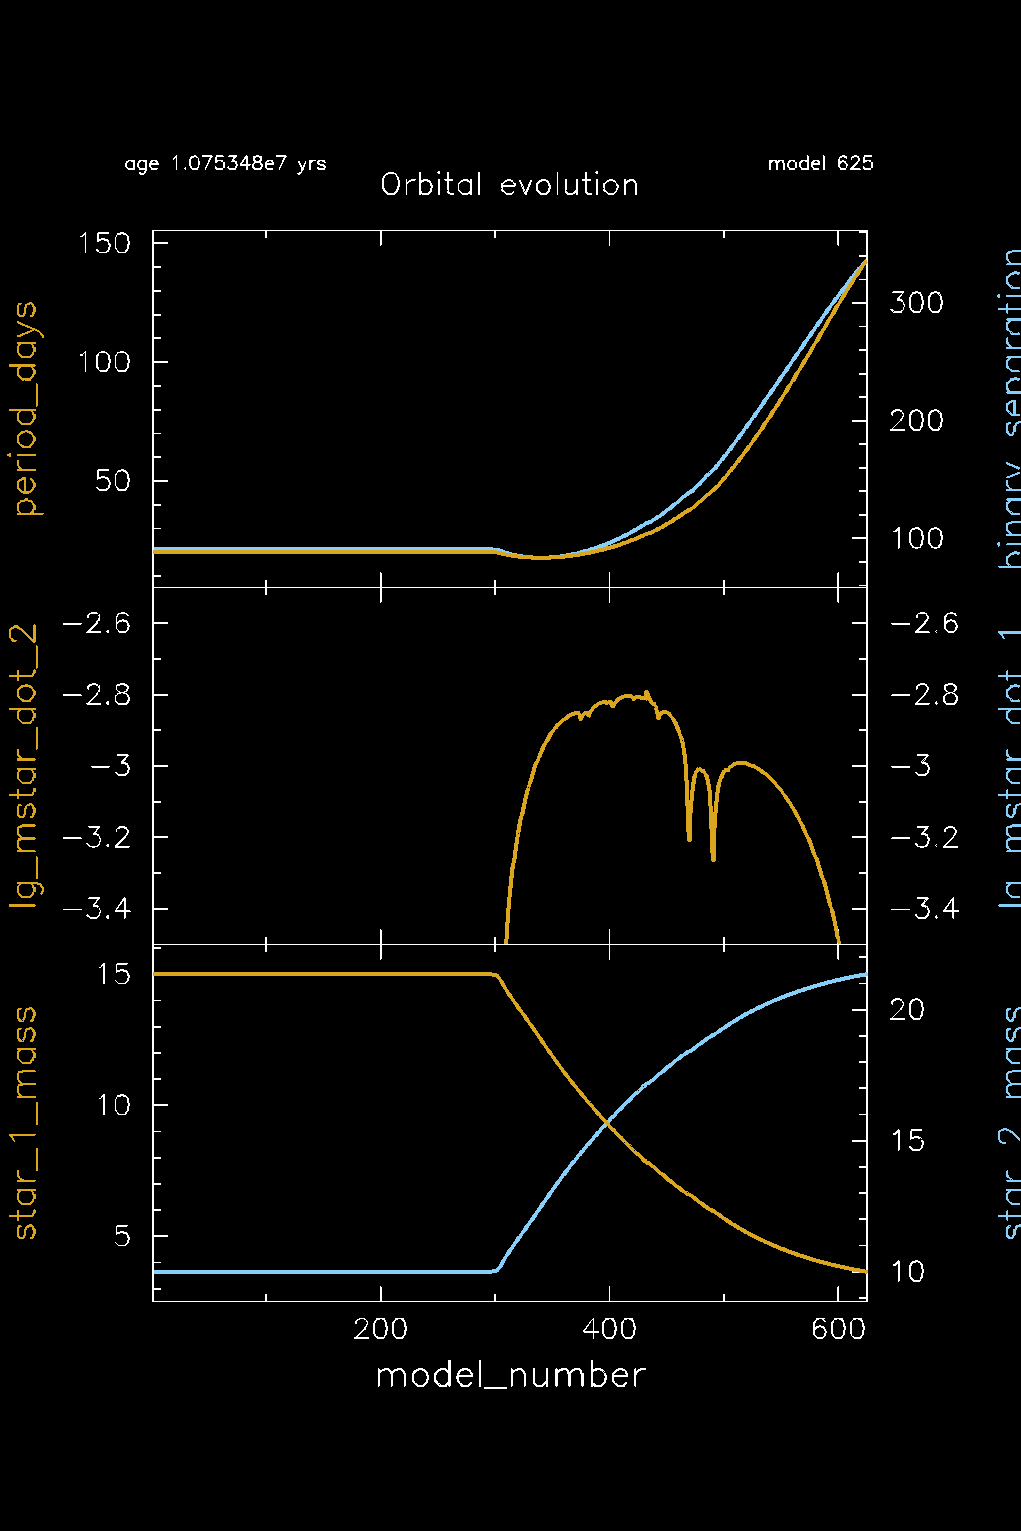 age 1.075348e7 yrs
model 625
Orbital evolution
period_days
150
100
50
300
200
100
binary_separation
lg_mstar_dot_2
−2.6
−2.8
−3
−3.2
−3.4
−2.6
−2.8
−3
−3.2
−3.4
lg_mstar_dot_1
star_1_mass
15
10
5
20
15
10
star_2_mass
200
400
600
model_number